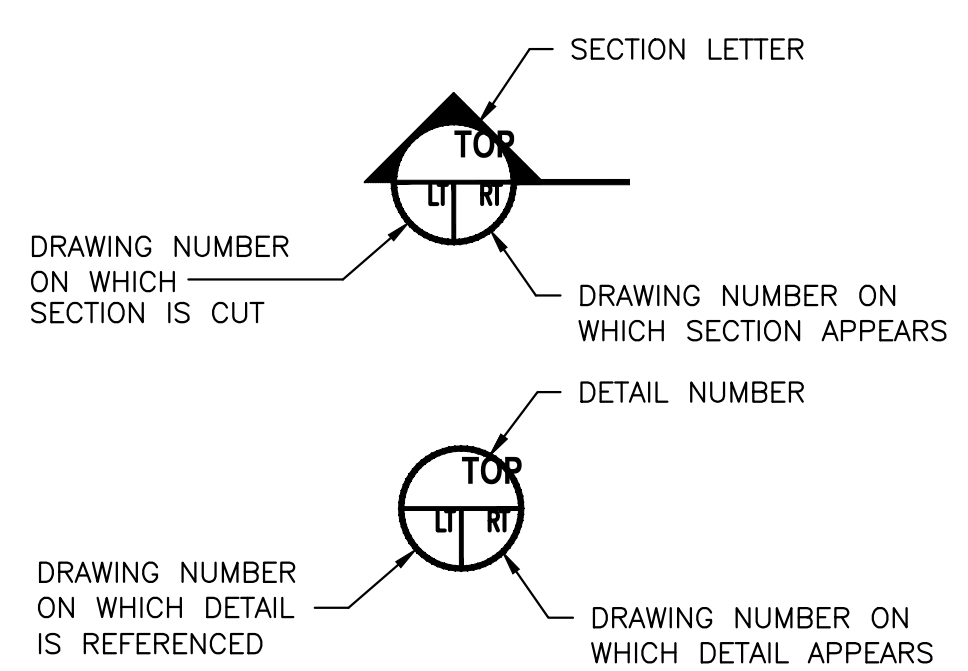 SECTION LETTER
TOP
LT RT
DRAWING NUMBER
ON WHICH
SECTION IS CUT
DRAWING NUMBER ON
WHICH SECTION APPEARS
DETAIL NUMBER
TOP
LT RT
DRAWING NUMBER
ON WHICH DETAIL
IS REFERENCED
DRAWING NUMBER ON
WHICH DETAIL APPEARS